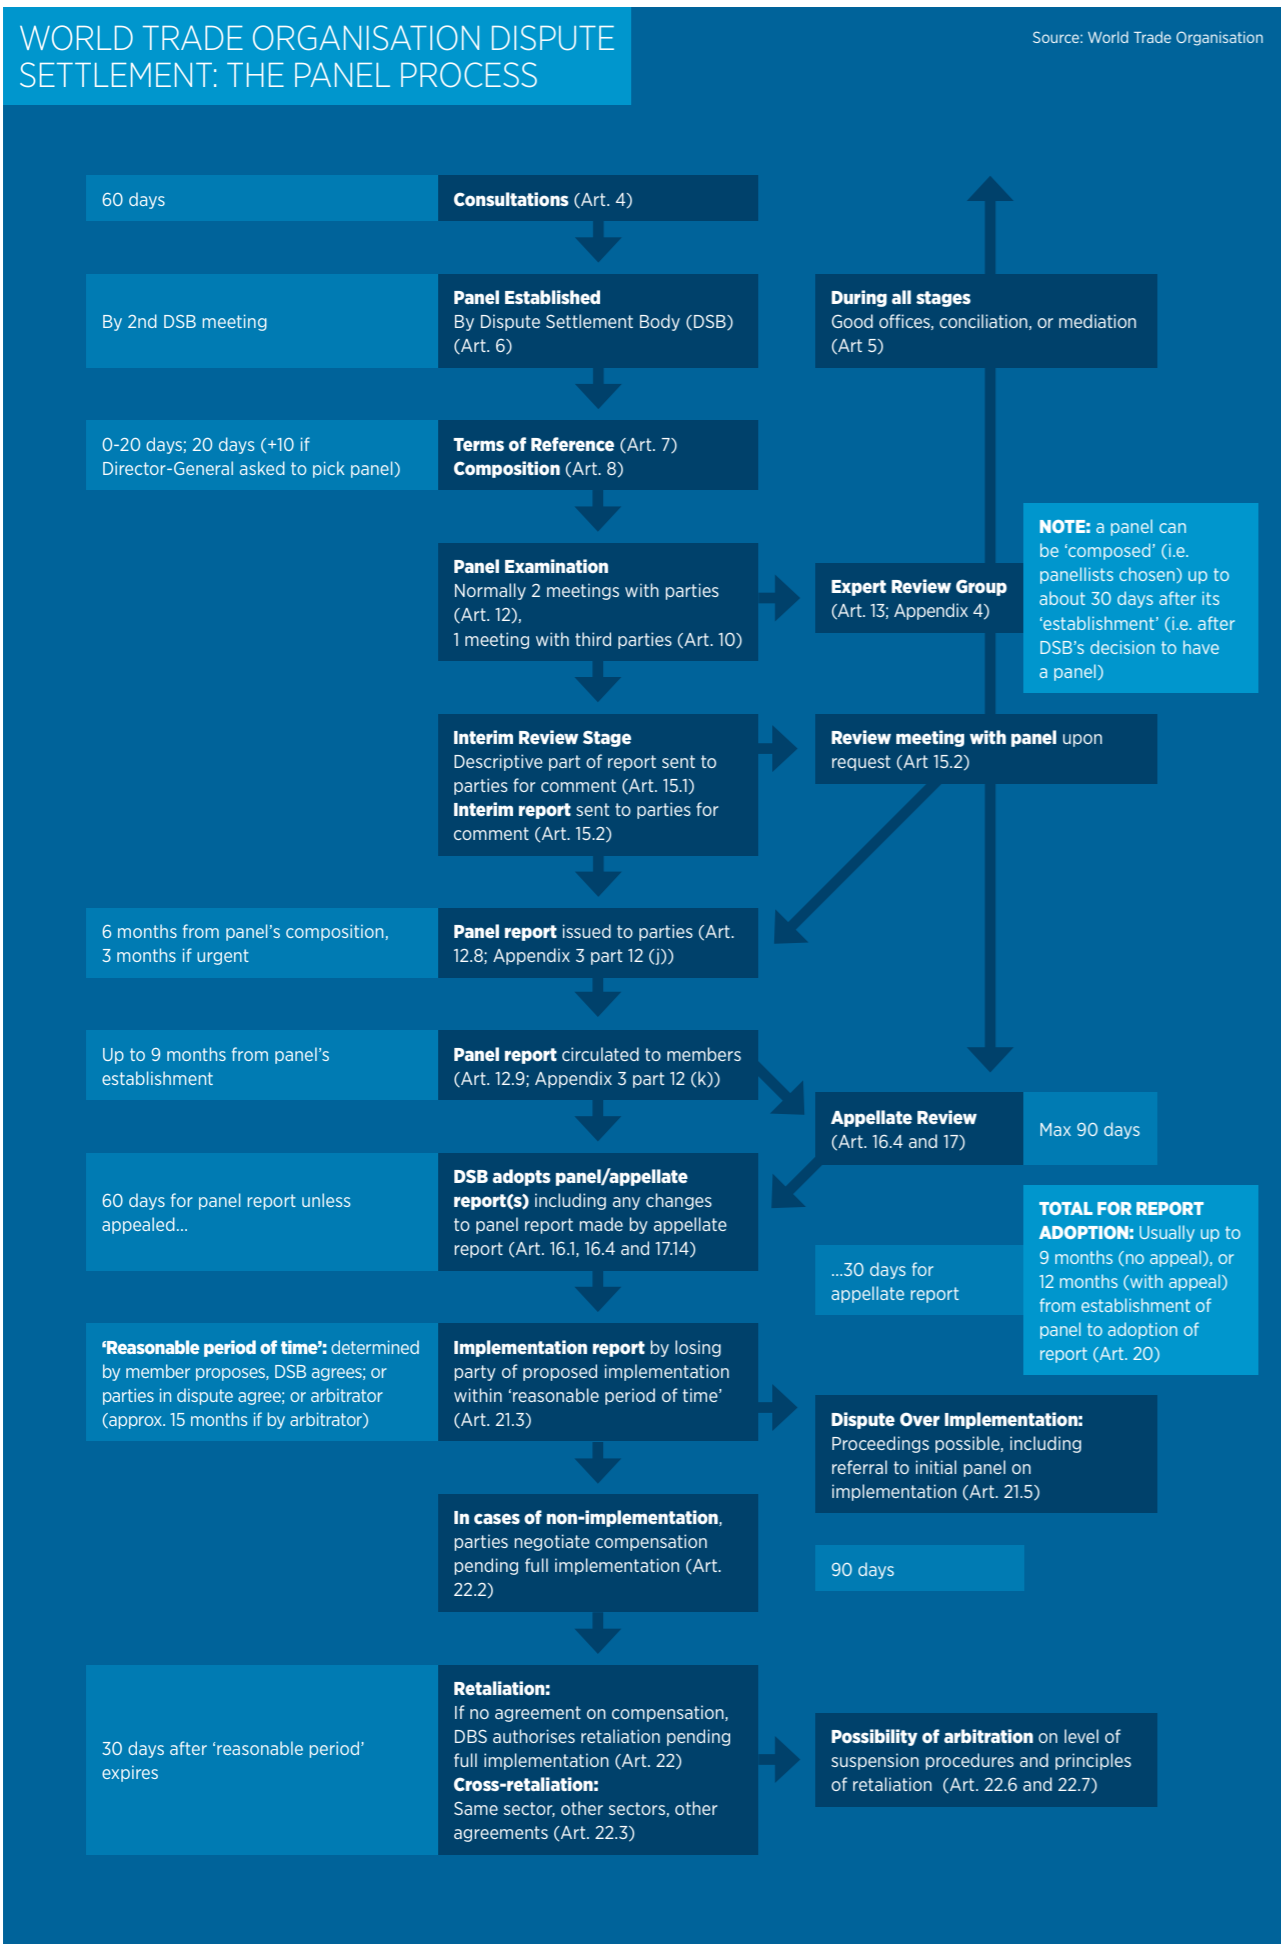 WORLD TRADE ORGANISATION DISPUTE
SETTLEMENT: THE PANEL PROCESS
Source: World Trade Organisation
60 days
Consultations (Art. 4)
By 2nd DSB meeting
Panel Established
By Dispute Settlement Body (DSB)
(Art. 6)
During all stages
Good offices, conciliation, or mediation
(Art 5)
0-20 days; 20 days (+10 if
Director-General asked to pick panel)
Terms of Reference (Art. 7)
Composition (Art. 8)
Panel Examination
Normally 2 meetings with parties
(Art. 12),
1 meeting with third parties (Art. 10)
Expert Review Group
(Art. 13; Appendix 4)
NOTE: a panel can
be ‘composed’ (i.e.
panellists chosen) up to
about 30 days after its
‘establishment’ (i.e. after
DSB’s decision to have
a panel)
Interim Review Stage
Descriptive part of report sent to
parties for comment (Art. 15.1)
Interim report sent to parties for
comment (Art. 15.2)
Review meeting with panel upon
request (Art 15.2)
6 months from panel’s composition,
3 months if urgent
Panel report issued to parties (Art.
12.8; Appendix 3 part 12 (j))
Up to 9 months from panel’s
establishment
Panel report circulated to members
(Art. 12.9; Appendix 3 part 12 (k))
Appellate Review
(Art. 16.4 and 17)
Max 90 days
60 days for panel report unless
appealed...
DSB adopts panel/appellate
report(s) including any changes
to panel report made by appellate
report (Art. 16.1, 16.4 and 17.14)
...30 days for
appellate report
TOTAL FOR REPORT
ADOPTION: Usually up to
9 months (no appeal), or
12 months (with appeal)
from establishment of
panel to adoption of
report (Art. 20)
‘Reasonable period of time’: determined
by member proposes, DSB agrees; or
parties in dispute agree; or arbitrator
(approx. 15 months if by arbitrator)
Implementation report by losing
party of proposed implementation
within ‘reasonable period of time’
(Art. 21.3)
Dispute Over Implementation:
Proceedings possible, including
referral to initial panel on
implementation (Art. 21.5)
In cases of non-implementation,
parties negotiate compensation
pending full implementation (Art.
22.2)
90 days
30 days after ‘reasonable period’
expires
Retaliation:
If no agreement on compensation,
DBS authorises retaliation pending
full implementation (Art. 22)
Cross-retaliation:
Same sector, other sectors, other
agreements (Art. 22.3)
Possibility of arbitration on level of
suspension procedures and principles
of retaliation (Art. 22.6 and 22.7)